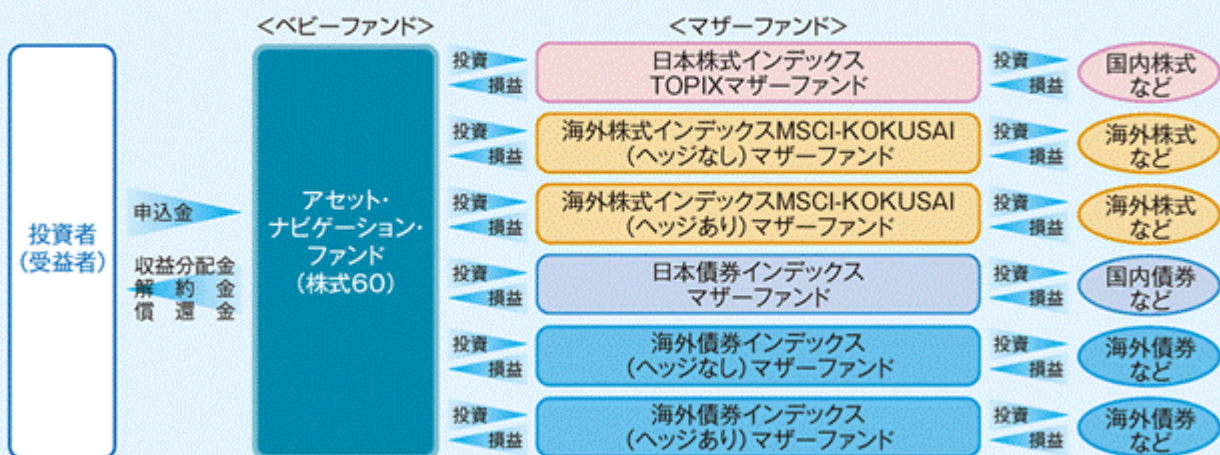 <ベビーファンド>
<マザーファンド>
投資者
(受益者)
申込金
収益分配金
解約金
償還金
アセット・
ナビゲーション・
ファンド
(株式60)
投資
損益
日本株式インデックス
TOPIXマザーファンド
投資
損益
国内株式
など
投資
損益
海外株式インデックスMSCI-KOKUSAI
(ヘッジなし)マザーファンド
投資
損益
海外株式
など
投資
損益
海外株式インデックスMSCI-KOKUSAI
(ヘッジあり)マザーファンド
投資
損益
海外株式
など
投資
損益
日本債券インデックス
マザーファンド
投資
損益
国内債券
など
投資
損益
海外債券インデックス
(ヘッジなし)マザーファンド
投資
損益
海外債券
など
投資
損益
海外債券インデックス
(ヘッジあり)マザーファンド
投資
損益
海外債券
など